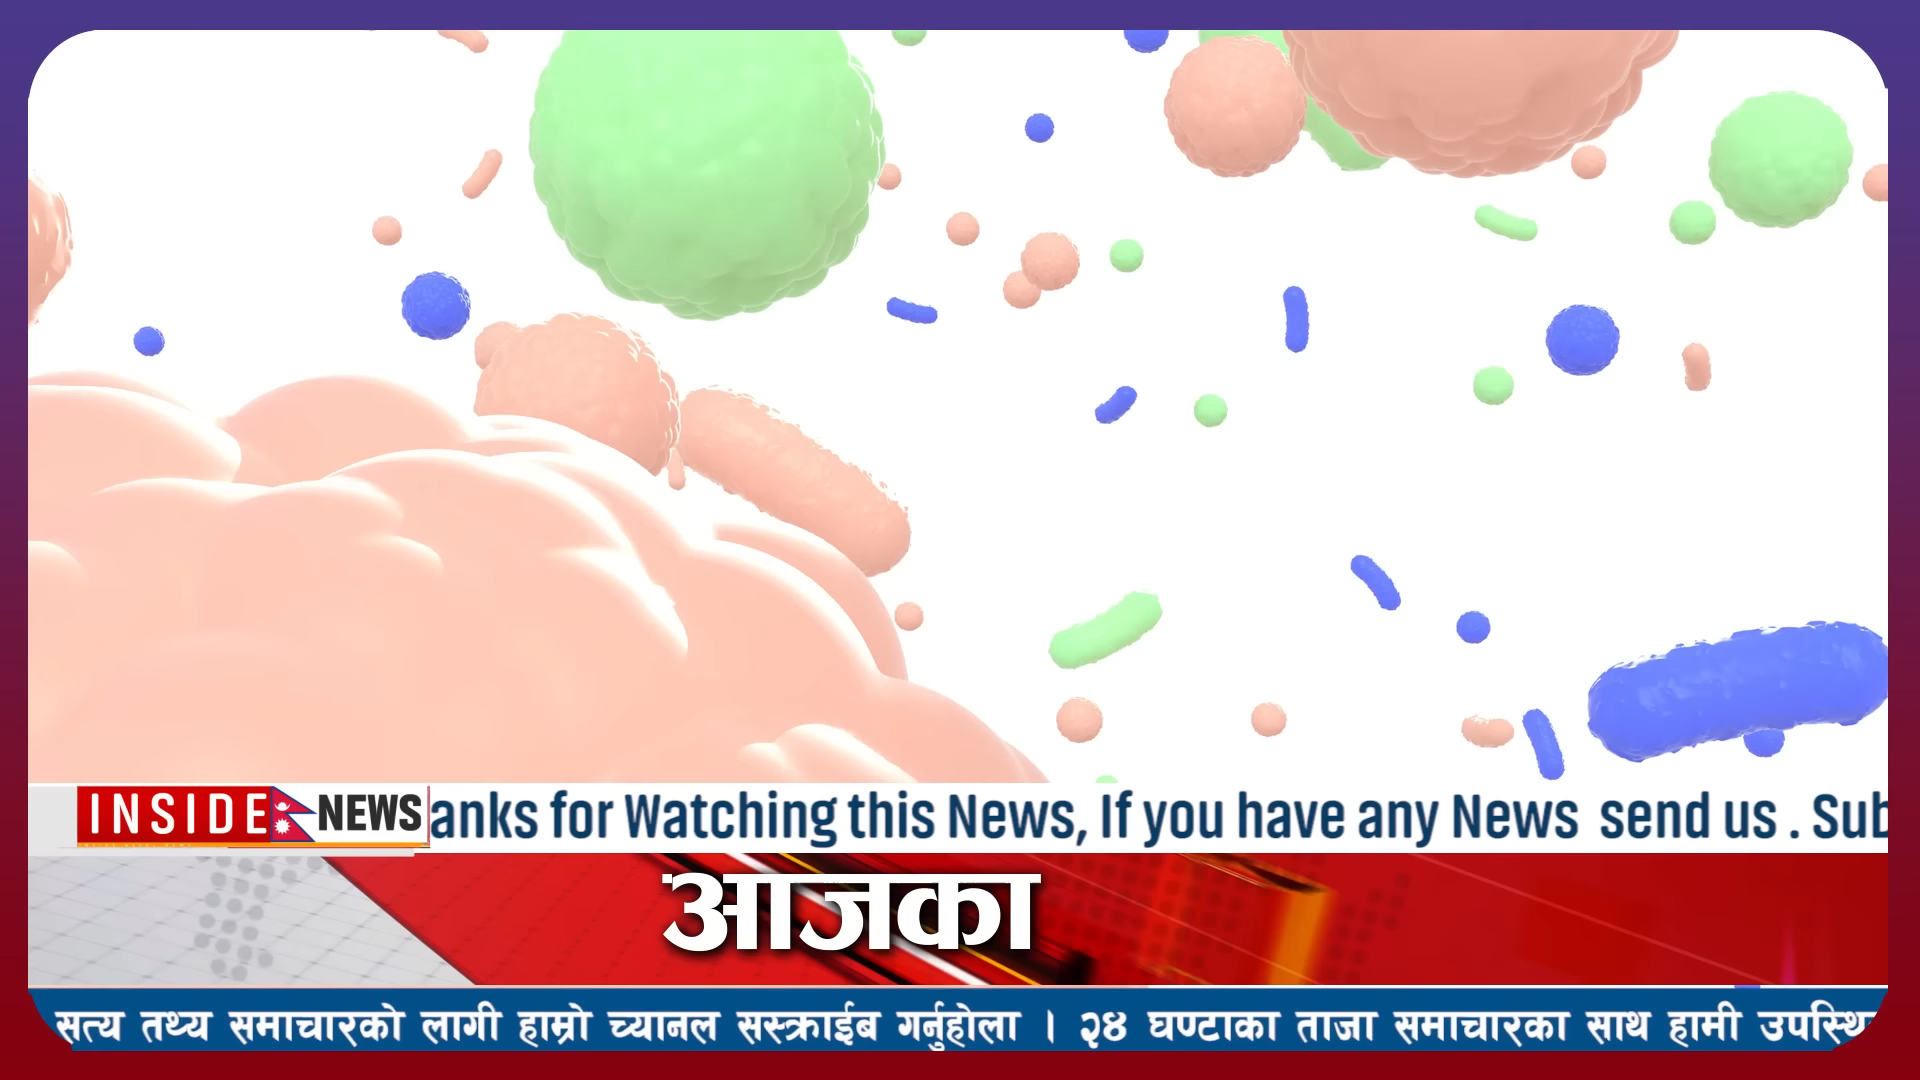 INSIDE NEWS
anks for Watching this News, If you have any News send us . Sub
आजका
सत्य तथ्य समाचारको लागी हाम्रो च्यानल सस्क्राईब गर्नुहोला । २४ घण्टाका ताजा समाचारका साथ हामी उपस्थि